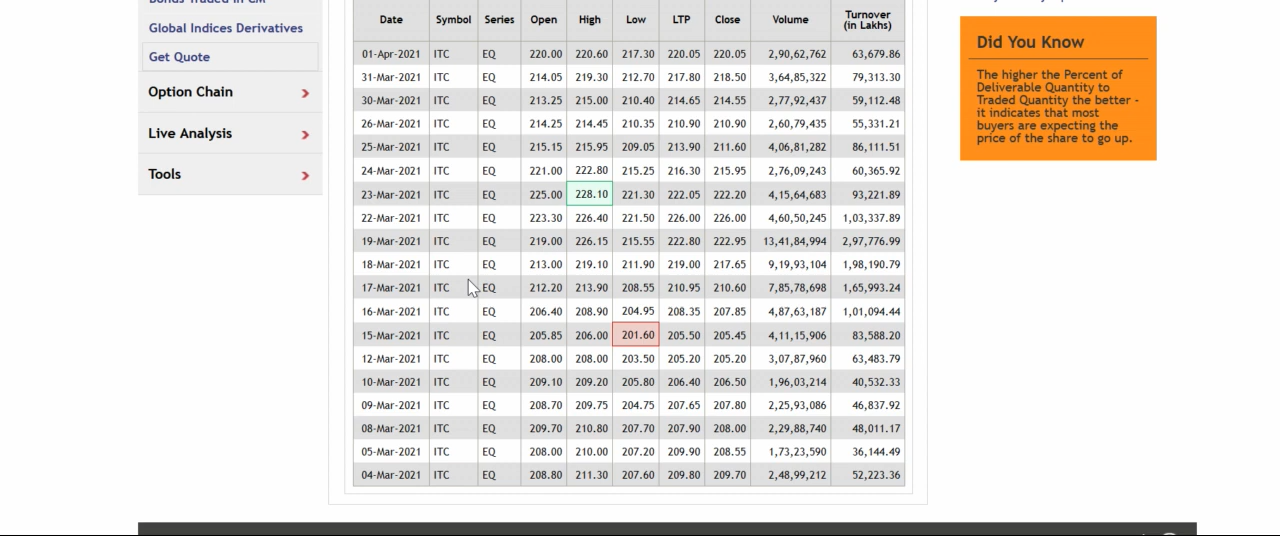 Bonds Traded in CM
Global Indices Derivatives
Get Quote
Option Chain
Live Analysis
Tools
Date Symbol Series Open High Low LTP Close Volume Turnover
(in Lakhs)
01-Apr-2021 ITC EQ 220.00 220.60 217.30 220.05 220.05 2,90,62,762 63,679.86
31-Mar-2021 ITC EQ 214.05 219.30 212.70 217.80 218.50 3,64,85,322 79,313.30
30-Mar-2021 ITC EQ 213.25 215.00 210.40 214.65 214.55 2,77,92,437 59,112.48
26-Mar-2021 ITC EQ 214.25 214.45 210.35 210.90 210.90 2,60,79,435 55,331.21
25-Mar-2021 ITC EQ 215.15 215.95 209.05 213.90 211.60 4,06,81,282 86,111.51
24-Mar-2021 ITC EQ 221.00 222.80 215.25 216.30 215.95 2,76,09,243 60,365.92
23-Mar-2021 ITC EQ 225.00 228.10 221.30 222.05 222.20 4,15,64,683 93,221.89
22-Mar-2021 ITC EQ 223.30 226.40 221.50 226.00 226.00 4,60,50,245 1,03,337.89
19-Mar-2021 ITC EQ 219.00 226.15 215.55 222.80 222.95 13,41,84,994 2,97,776.99
18-Mar-2021 ITC EQ 213.00 219.10 211.90 219.00 217.65 9,19,93,104 1,98,190.79
17-Mar-2021 ITC EQ 212.20 213.90 208.55 210.95 210.60 7,85,78,698 1,65,993.24
16-Mar-2021 ITC EQ 206.40 208.90 204.95 208.35 207.85 4,87,63,187 1,01,094.44
15-Mar-2021 ITC EQ 205.85 206.00 201.60 205.50 205.45 4,11,15,906 83,588.20
12-Mar-2021 ITC EQ 208.00 208.00 203.50 205.20 205.20 3,07,87,960 63,483.79
10-Mar-2021 ITC EQ 209.10 209.20 205.80 206.40 206.50 1,96,03,214 40,532.33
09-Mar-2021 ITC EQ 208.70 209.75 204.75 207.65 207.80 2,25,93,086 46,837.92
08-Mar-2021 ITC EQ 209.70 210.80 207.70 207.90 208.00 2,29,88,740 48,011.17
05-Mar-2021 ITC EQ 208.00 210.00 207.20 209.90 208.55 1,73,23,590 36,144.49
04-Mar-2021 ITC EQ 208.80 211.30 207.60 209.80 209.70 2,48,99,212 52,223.36
Did You Know
The higher the Percent of
Deliverable Quantity to
Traded Quantity the better -
it indicates that most
buyers are expecting the
price of the share to go up.